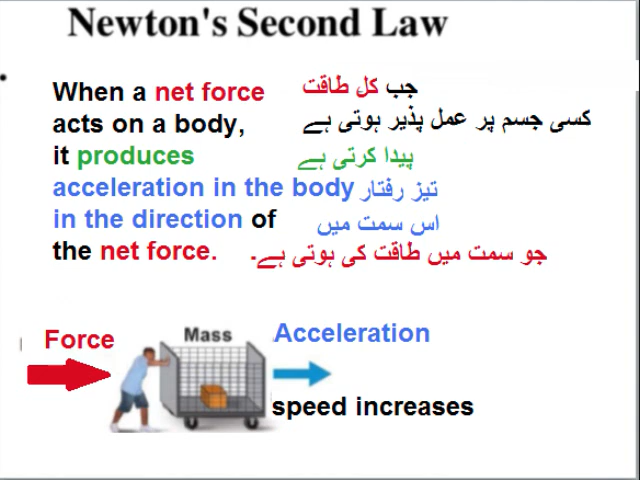 Newton's Second Law
When a net force جب کل طاقت
acts on a body, کسی جسم پر عمل پذیر ہوتی ہے
it produces پیدا کرتی ہے
acceleration in the body تیز رفتار
in the direction of اس سمت میں
the net force. جو سمت میں طاقت کی ہوتی ہے۔
Force Mass Acceleration
speed increases